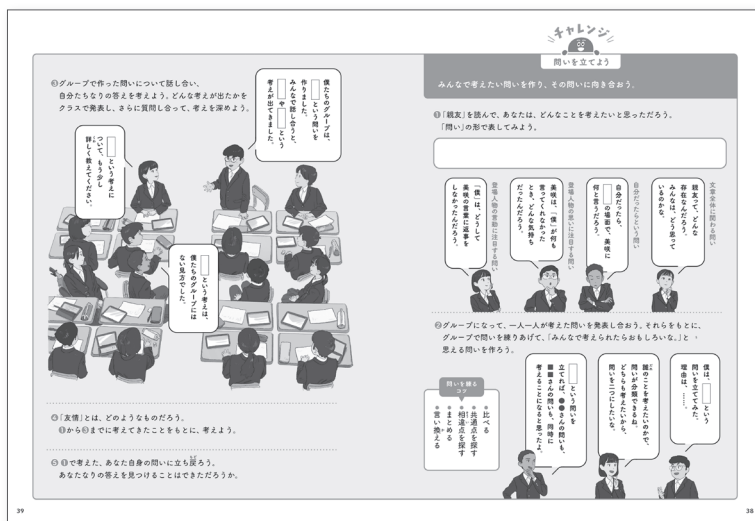 チャレンジ
問いを立てよう
みんなで考えたい問いを作り、その問いに向き合おう。
❶「親友」を読んで、あなたは、どんなことを考えたいと思っただろう。
「問い」の形で表してみよう。
文章全体に関わる問い
親友って、どんな
存在なんだろう。
みんなは、どう思って
いるのかな。
自分だったらという問い
自分だったら、
□の場面で、美咲に
何と言うだろう。
登場人物の思いに注目する問い
美咲は、「僕」が何も
言ってくれなかった
とき、どんな気持ち
だったんだろう。
登場人物の言動に注目する問い
「僕」は、どうして
美咲の言葉に返事を
しなかったんだろう。
❷グループになって、一人一人が考えた問いを発表し合おう。それらをもとに、
グループで問いを練りあげて、「みんなで考えられたらおもしろいな。」と
思える問いを作ろう。
僕は、□という
問いを立ててみた。
理由は、……。
誰のことを考えたいのかで、
問いが分類できるね。
どちらも考えたいから、
問いを二つにしたいな。
□という問いを
立てれば、●●さんの問いも、
■■さんの問いも、同時に
考えることになると思ったよ。
問いを練る
コツ
●比べる
●共通点を探す
●相違点を探す
●まとめる
●言い換える
38
❸グループで作った問いについて話し合い、
自分たちなりの答えを考えよう。どんな考えが出たかを
クラスで発表し、さらに質問し合って、考えを深めよう。
僕たちのグループは、
□という問いを
作りました。
みんなで話し合うと、
□や□という
考えが出てきました。
□という考えに
ついて、もう少し
詳しく教えてください。
□という考えは、
僕たちのグループには
ない見方でした。
❹「友情」とは、どのようなものだろう。
❶から❸までに考えてきたことをもとに、考えよう。
❺❶で考えた、あなた自身の問いに立ち戻ろう。
あなたなりの答えを見つけることはできただろうか。
39